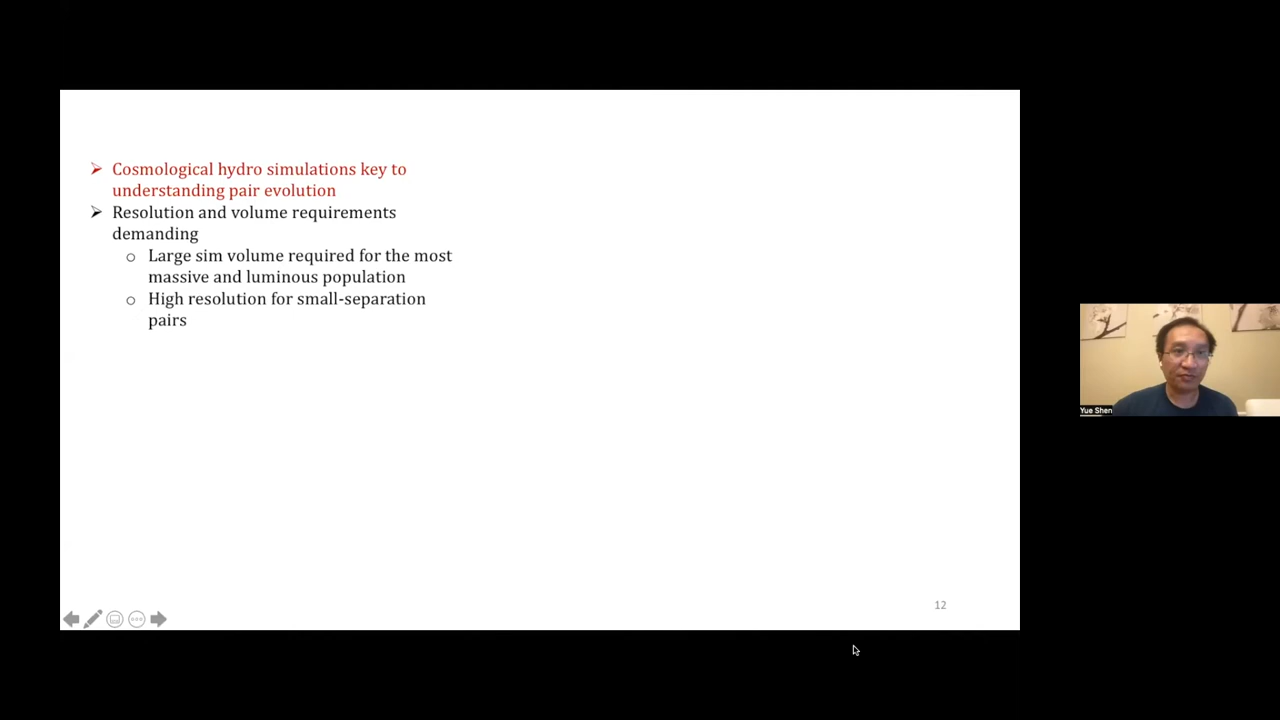 Cosmological hydro simulations key to
understanding pair evolution
Resolution and volume requirements
demanding
Large sim volume required for the most
massive and luminous population
High resolution for small-separation
pairs
12
Yue Shen